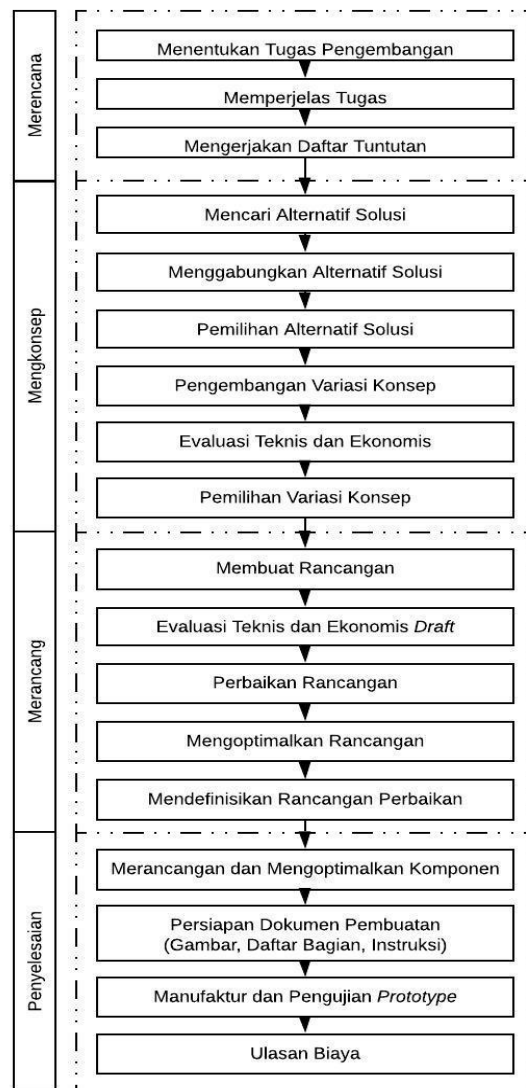 Merencana
Menentukan Tugas Pengembangan
Memperjelas Tugas
Mengerjakan Daftar Tuntutan
Mengkonsep
Mencari Alternatif Solusi
Menggabungkan Alternatif Solusi
Pemilihan Alternatif Solusi
Pengembangan Variasi Konsep
Evaluasi Teknis dan Ekonomis
Pemilihan Variasi Konsep
Merancang
Membuat Rancangan
Evaluasi Teknis dan Ekonomis Draft
Perbaikan Rancangan
Mengoptimalkan Rancangan
Mendefinisikan Rancangan Perbaikan
Penyelesaian
Merancangan dan Mengoptimalkan Komponen
Persiapan Dokumen Pembuatan
(Gambar, Daftar Bagian, Instruksi)
Manufaktur dan Pengujian Prototype
Ulasan Biaya